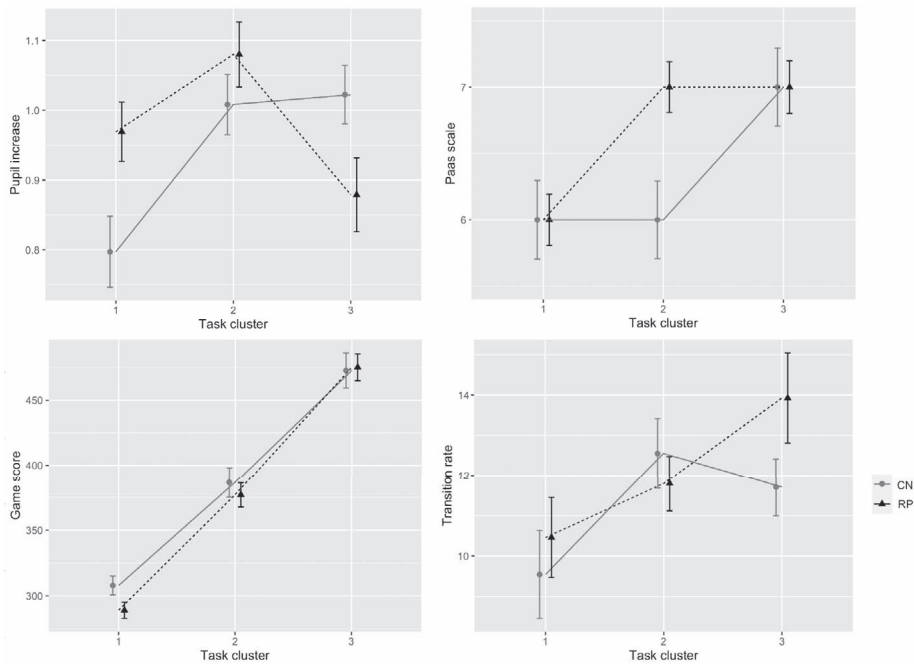 Pupil increase
1.1
1.0
0.9
0.8
1 2 3
Task cluster
Paas scale
7
6
1 2 3
Task cluster
Game score
450
400
350
300
1 2 3
Task cluster
Transition rate
14
12
10
1 2 3
Task cluster
CN
RP